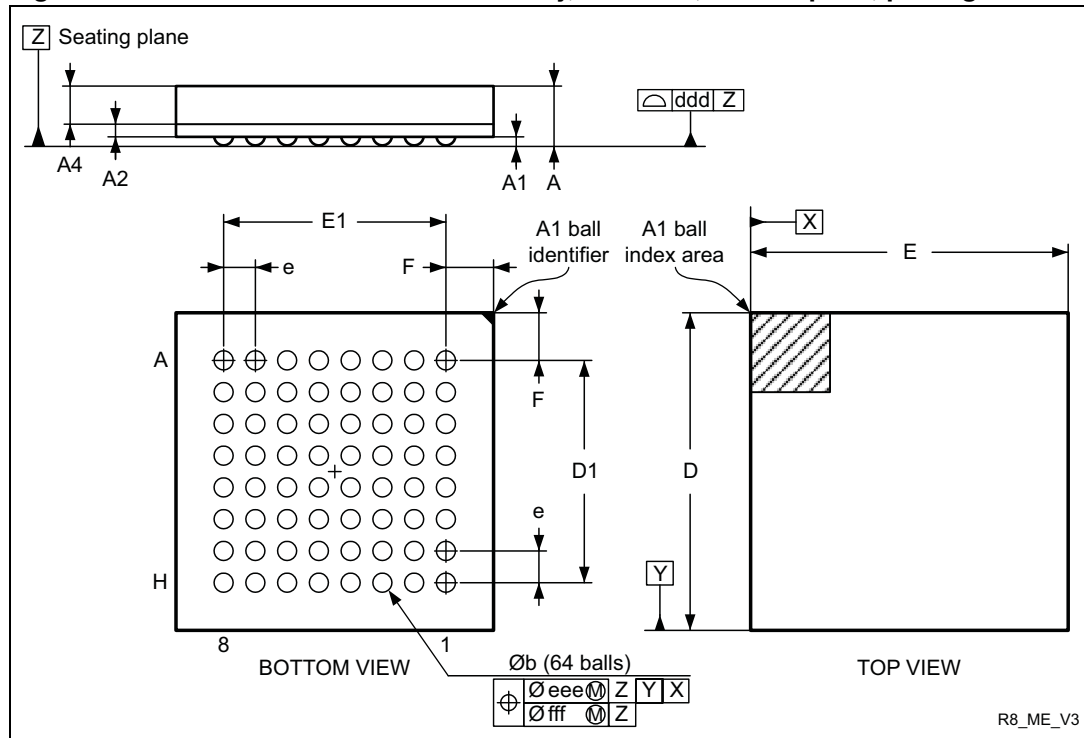 Z Seating plane
ddd Z
A4
A2
A1
A
E1
e
F
A1 ball
identifier
A1 ball
index area
X
E
A
F
D1
D
e
Y
H
8
1
BOTTOM VIEW
Øb (64 balls)
TOP VIEW
Ø eee Ⓜ Z Y X
Ø fff Ⓜ Z
R8_ME_V3